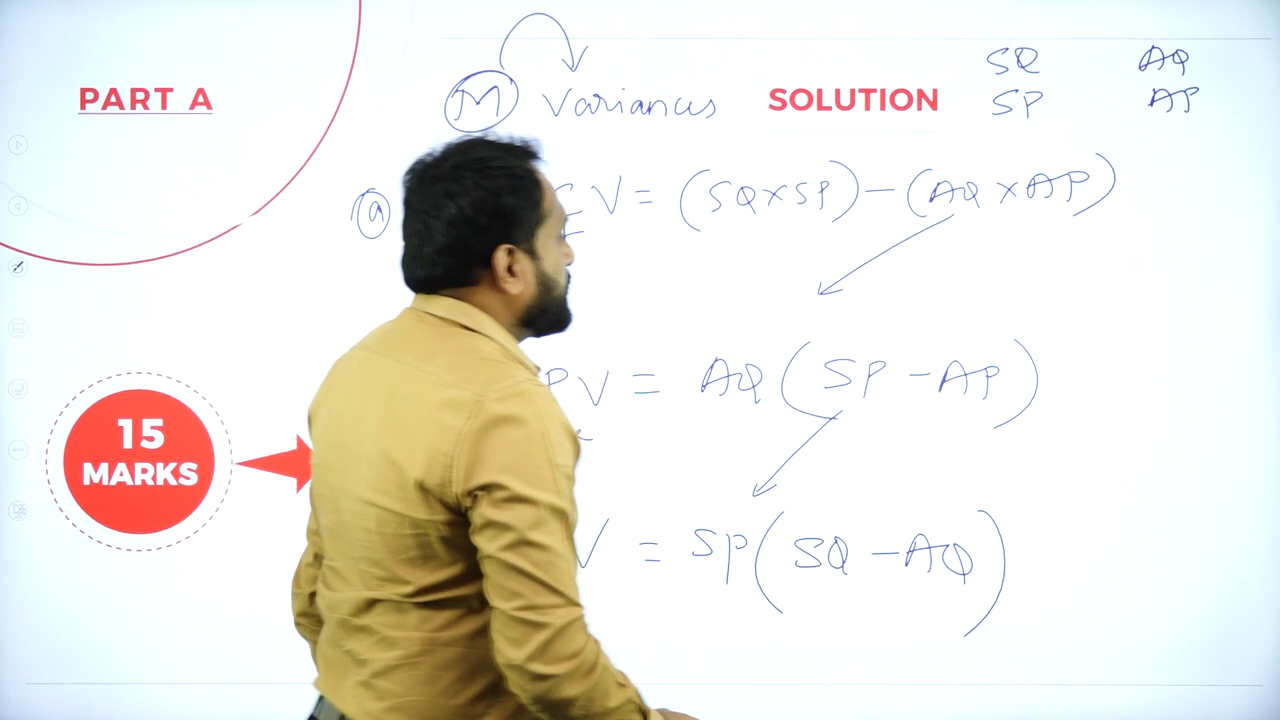 PART A
M Variances SOLUTION
SQ AQ
SP AP
a V = (SQ×SP) – (AQ×AP)
PV = AQ(SP – AP)
V = SP(SQ – AQ)
15
MARKS